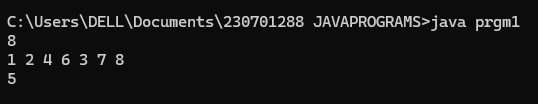 C:\Users\DELL\Documents\230701288 JAVAPROGRAMS>java prgm1
8
1 2 4 6 3 7 8
5